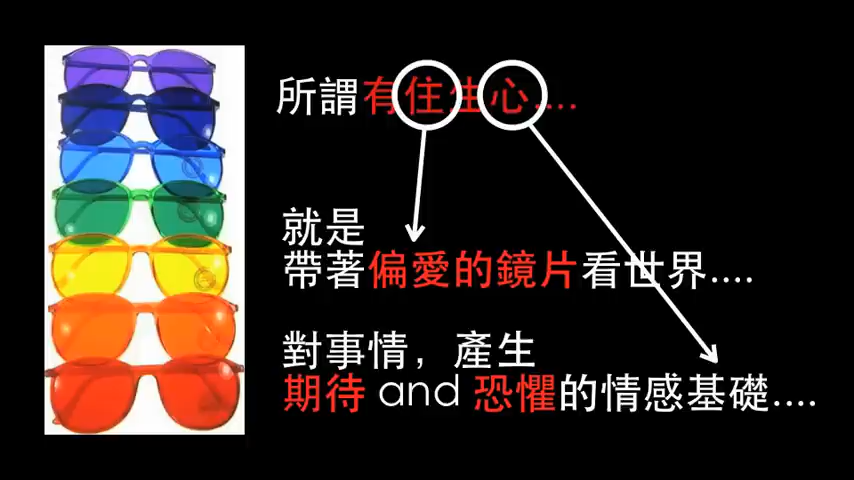 所謂有住生心....
就是
帶著偏愛的鏡片看世界....
對事情，產生
期待 and 恐懼的情感基礎....